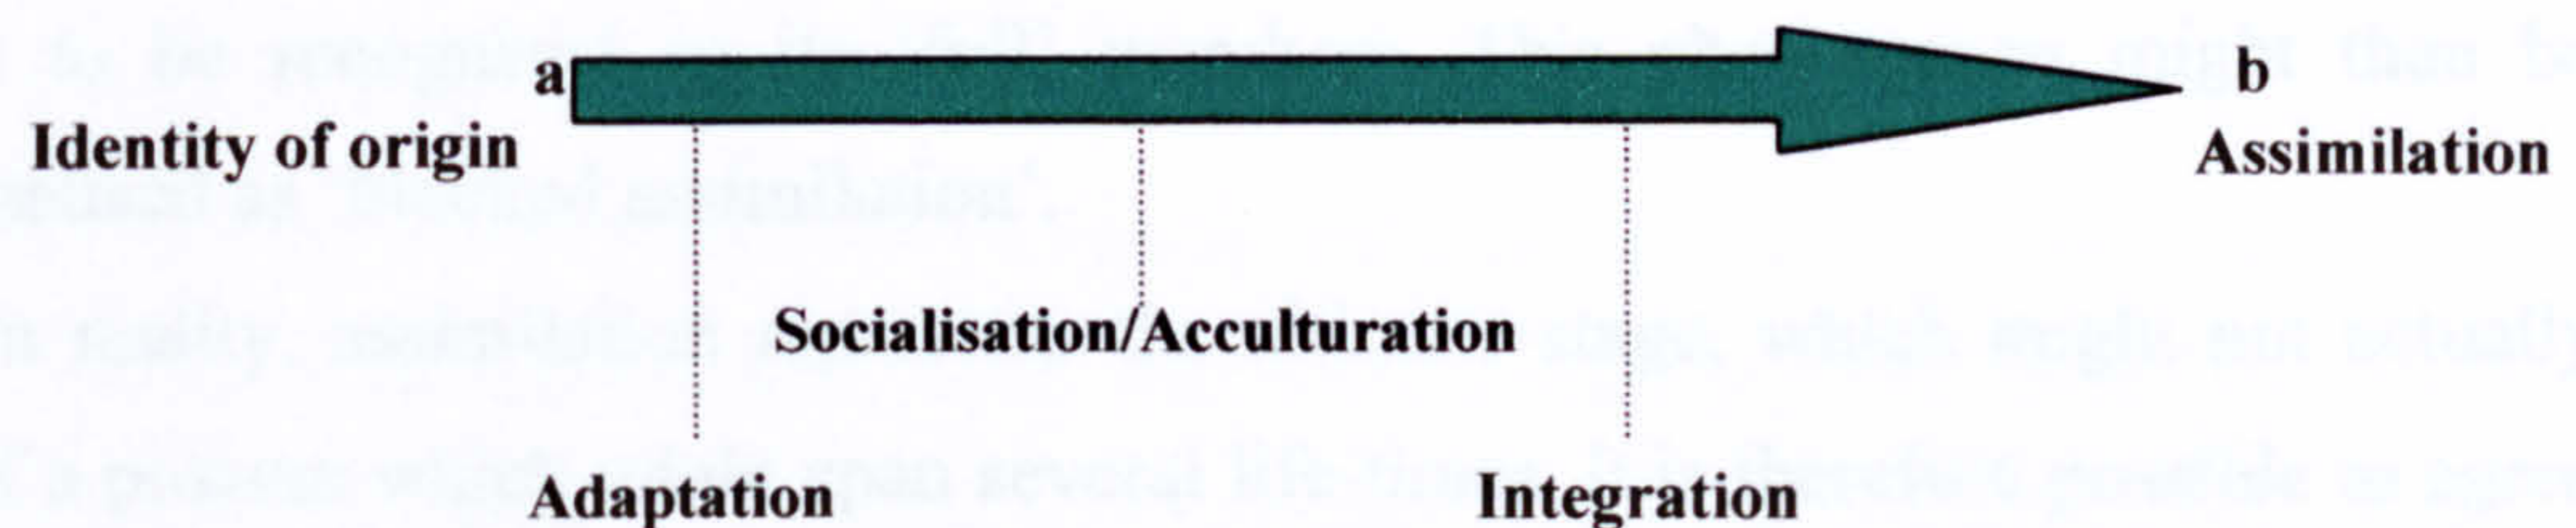 a
b
Identity of origin
Assimilation
Socialisation/Acculturation
Adaptation
Integration